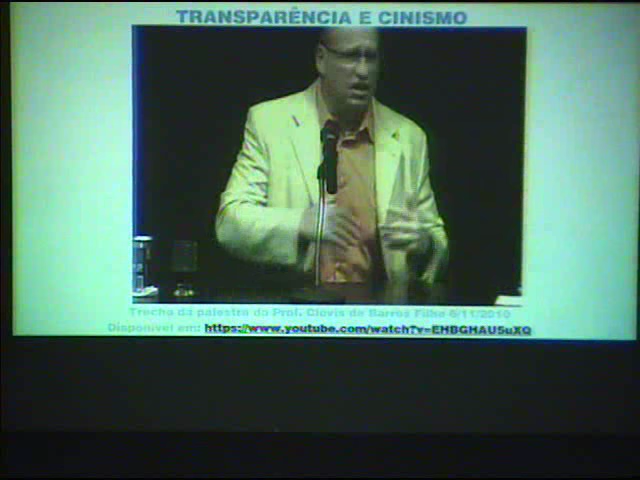 TRANSPARÊNCIA E CINISMO
Trecho da palestra do Prof. Clóvis de Barros Filho 6/11/2010
Disponível em: https://www.youtube.com/watch?v=EHBGHAU5uXQ